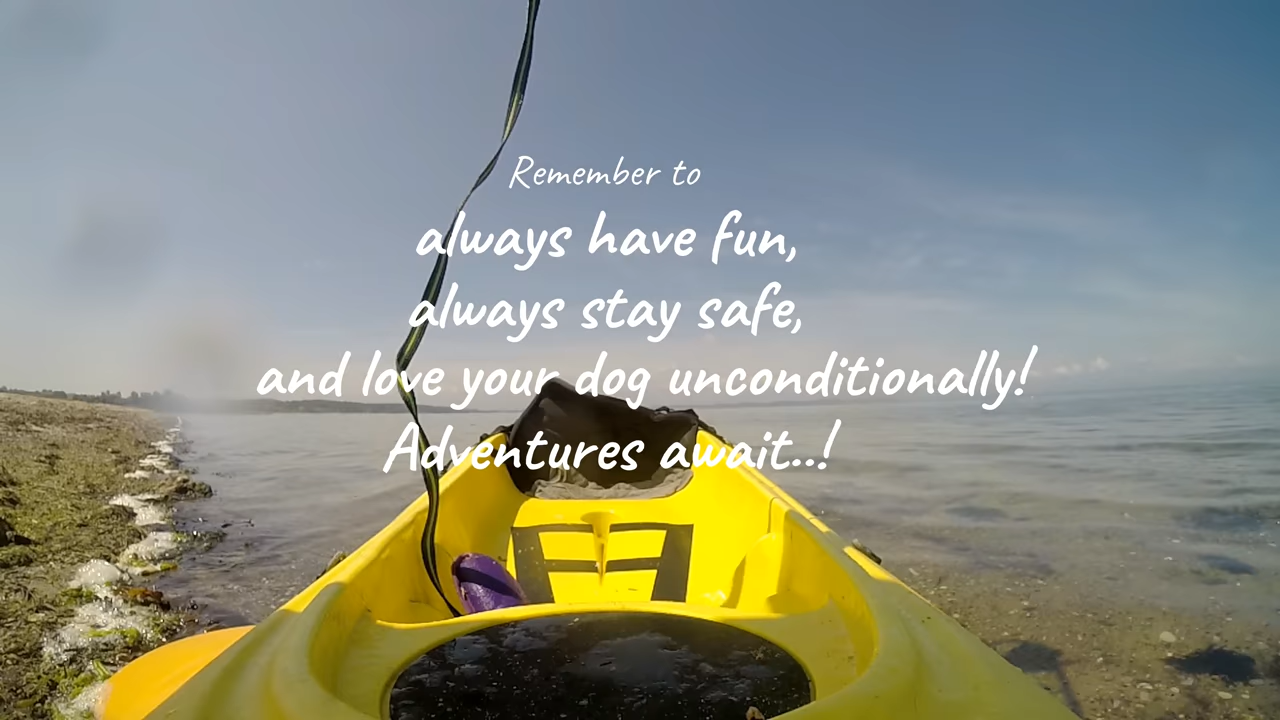 Remember to
always have fun,
always stay safe,
and love your dog unconditionally!
Adventures await..!